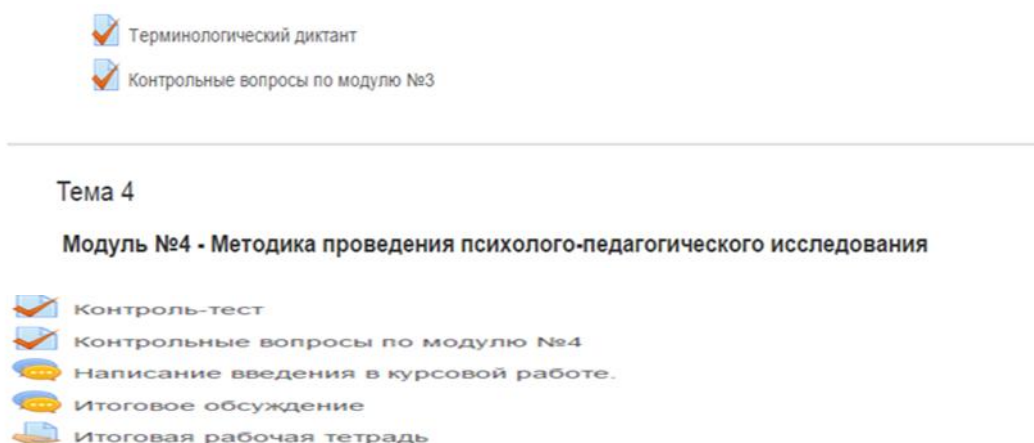 Терминологический диктант
Контрольные вопросы по модулю №3
Тема 4
Модуль №4 - Методика проведения психолого-педагогического исследования
Контроль-тест
Контрольные вопросы по модулю №4
Написание введения в курсовой работе.
Итоговое обсуждение
Итоговая рабочая тетрадь